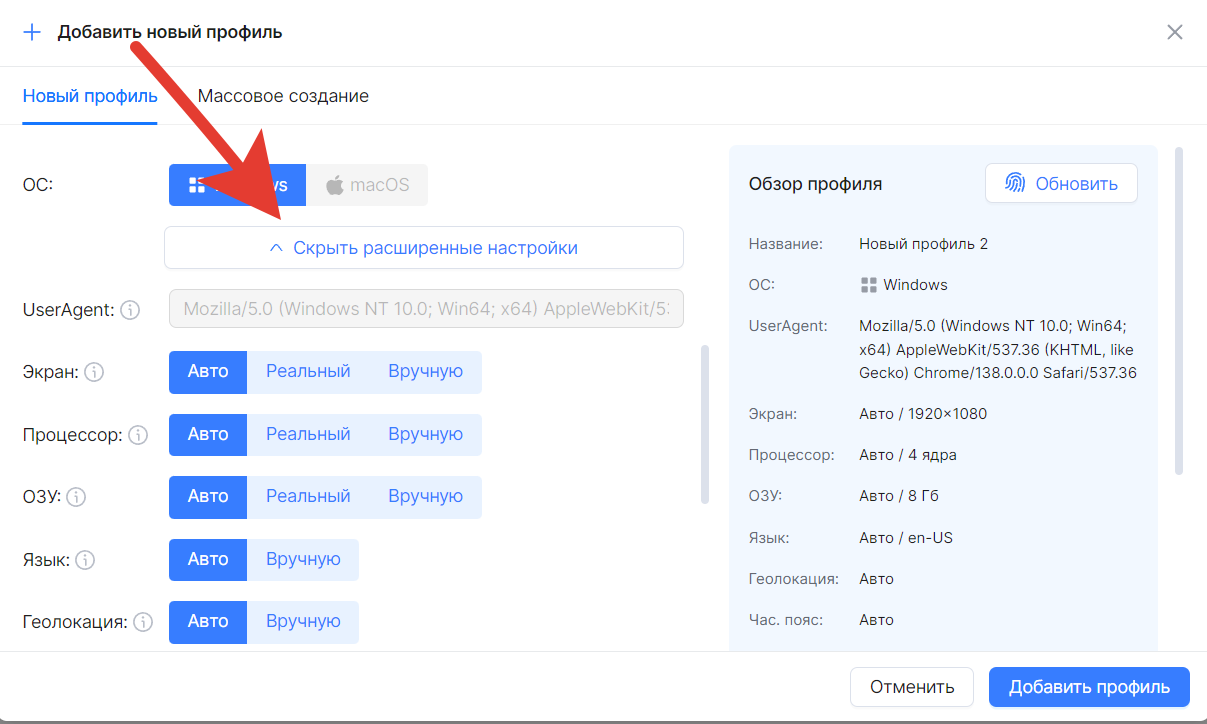 Добавить новый профиль
Новый профиль
Массовое создание
ОС:
macOS
Скрыть расширенные настройки
UserAgent:
Mozilla/5.0 (Windows NT 10.0; Win64; x64) AppleWebKit/5
Экран:
Авто
Реальный
Вручную
Процессор:
Авто
Реальный
Вручную
ОЗУ:
Авто
Реальный
Вручную
Язык:
Авто
Вручную
Геолокация:
Авто
Вручную
Обзор профиля
Обновить
Название: Новый профиль 2
ОС: Windows
UserAgent: Mozilla/5.0 (Windows NT 10.0; Win64;
x64) AppleWebKit/537.36 (KHTML, like
Gecko) Chrome/138.0.0.0 Safari/537.36
Экран: Авто / 1920×1080
Процессор: Авто / 4 ядра
ОЗУ: Авто / 8 Гб
Язык: Авто / en-US
Геолокация: Авто
Час. пояс: Авто
Отменить
Добавить профиль